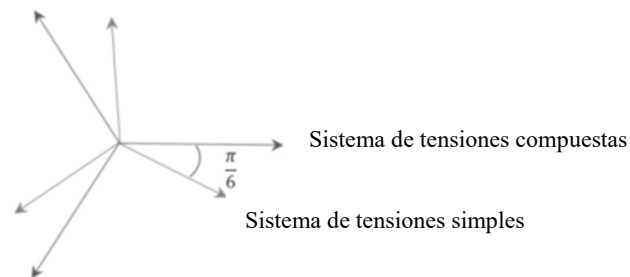 Sistema de tensiones compuestas
π
6
Sistema de tensiones simples